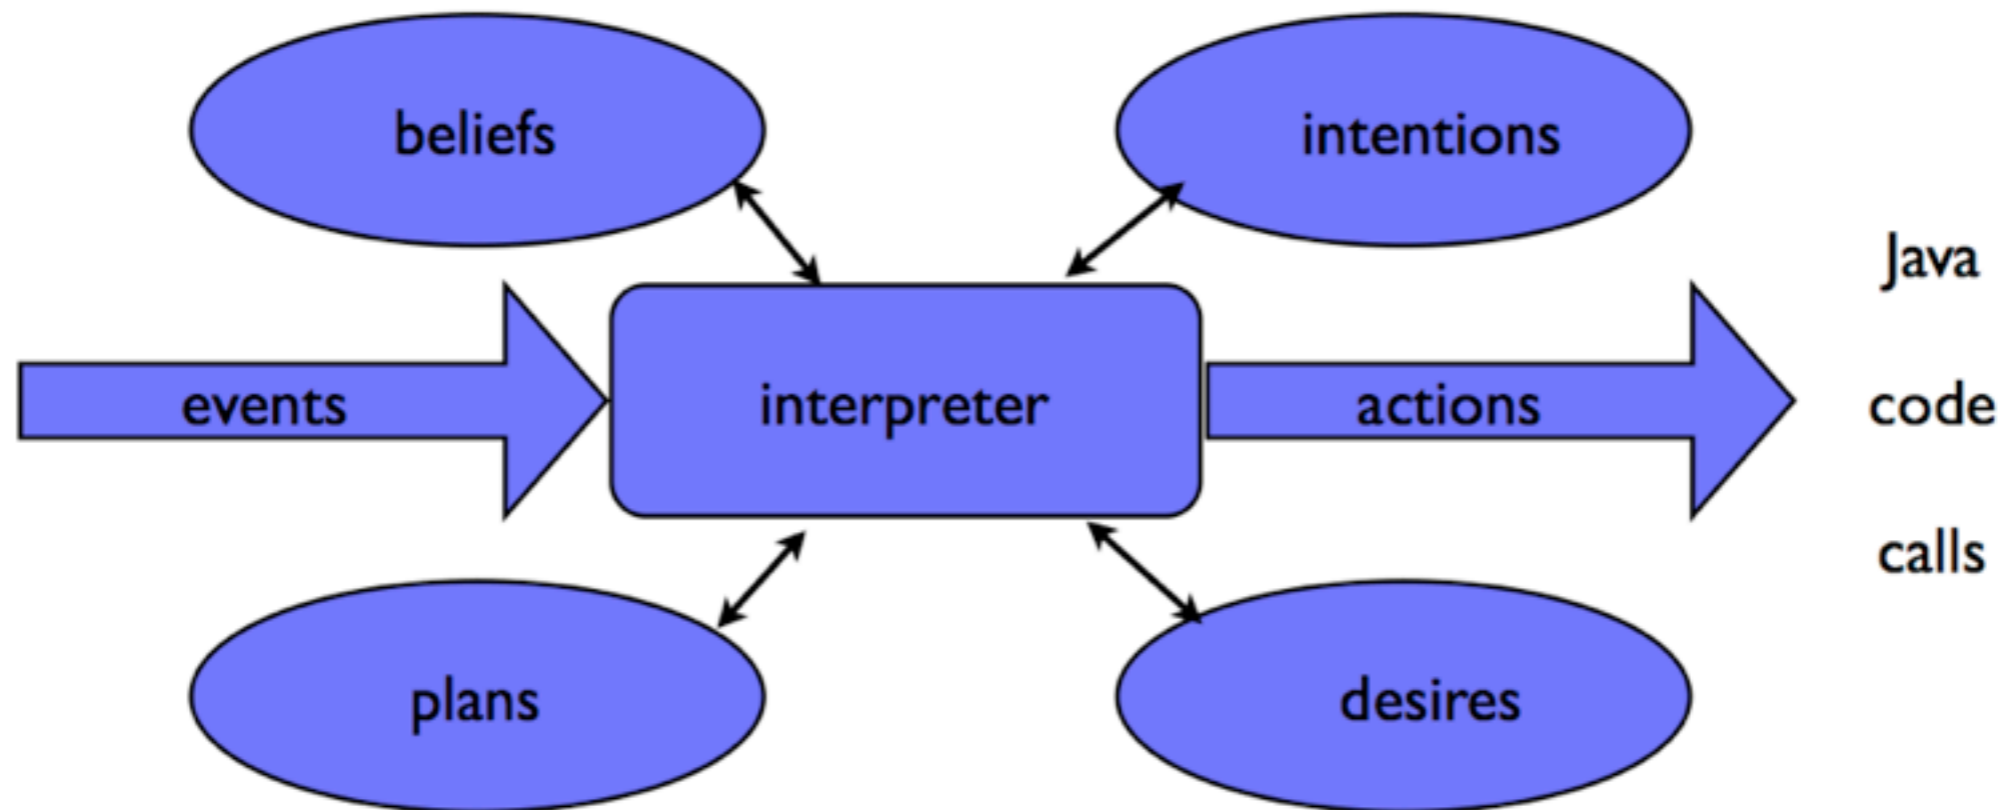 beliefs
intentions
Java
events
interpreter
actions
code
calls
plans
desires